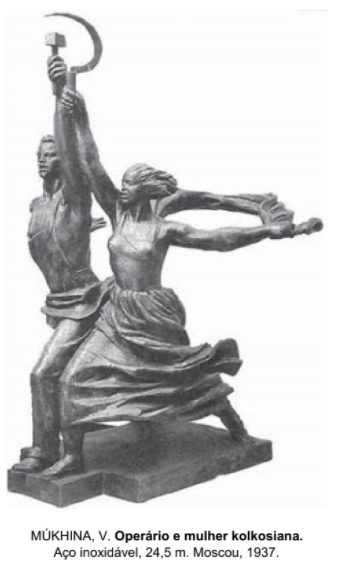 MÚKHINA, V. Operário e mulher kolkosiana.
Aço inoxidável, 24,5 m. Moscou, 1937.